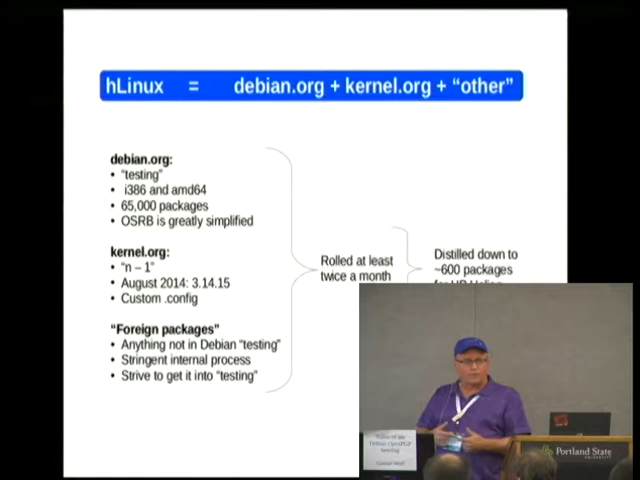 hLinux = debian.org + kernel.org + “other”
debian.org:
• “testing”
• i386 and amd64
• 65,000 packages
• OSRB is greatly simplified
kernel.org:
• “n – 1”
• August 2014: 3.14.15
• Custom .config
“Foreign packages”
• Anything not in Debian “testing”
• Stringent internal process
• Strive to get it into “testing”
Rolled at least
twice a month
Distilled down to
~600 packages
Debian OpenPGP
Portland State
UNIVERSITY